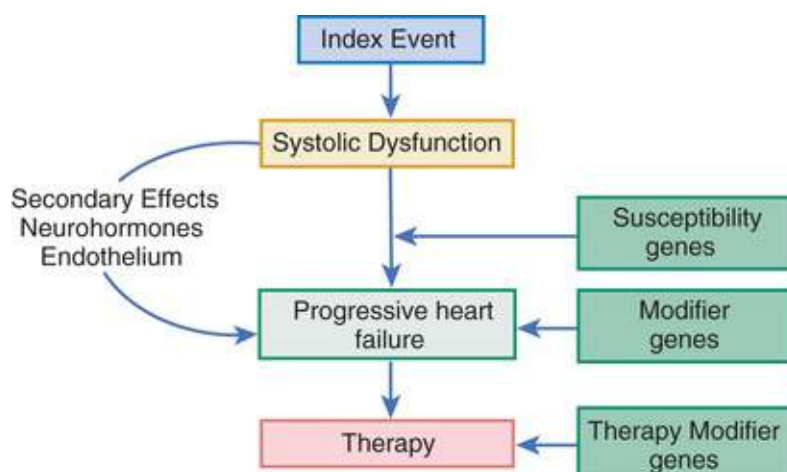 Index Event
Systolic Dysfunction
Secondary Effects
Neurohormones
Endothelium
Susceptibility
genes
Progressive heart
failure
Modifier
genes
Therapy
Therapy Modifier
genes